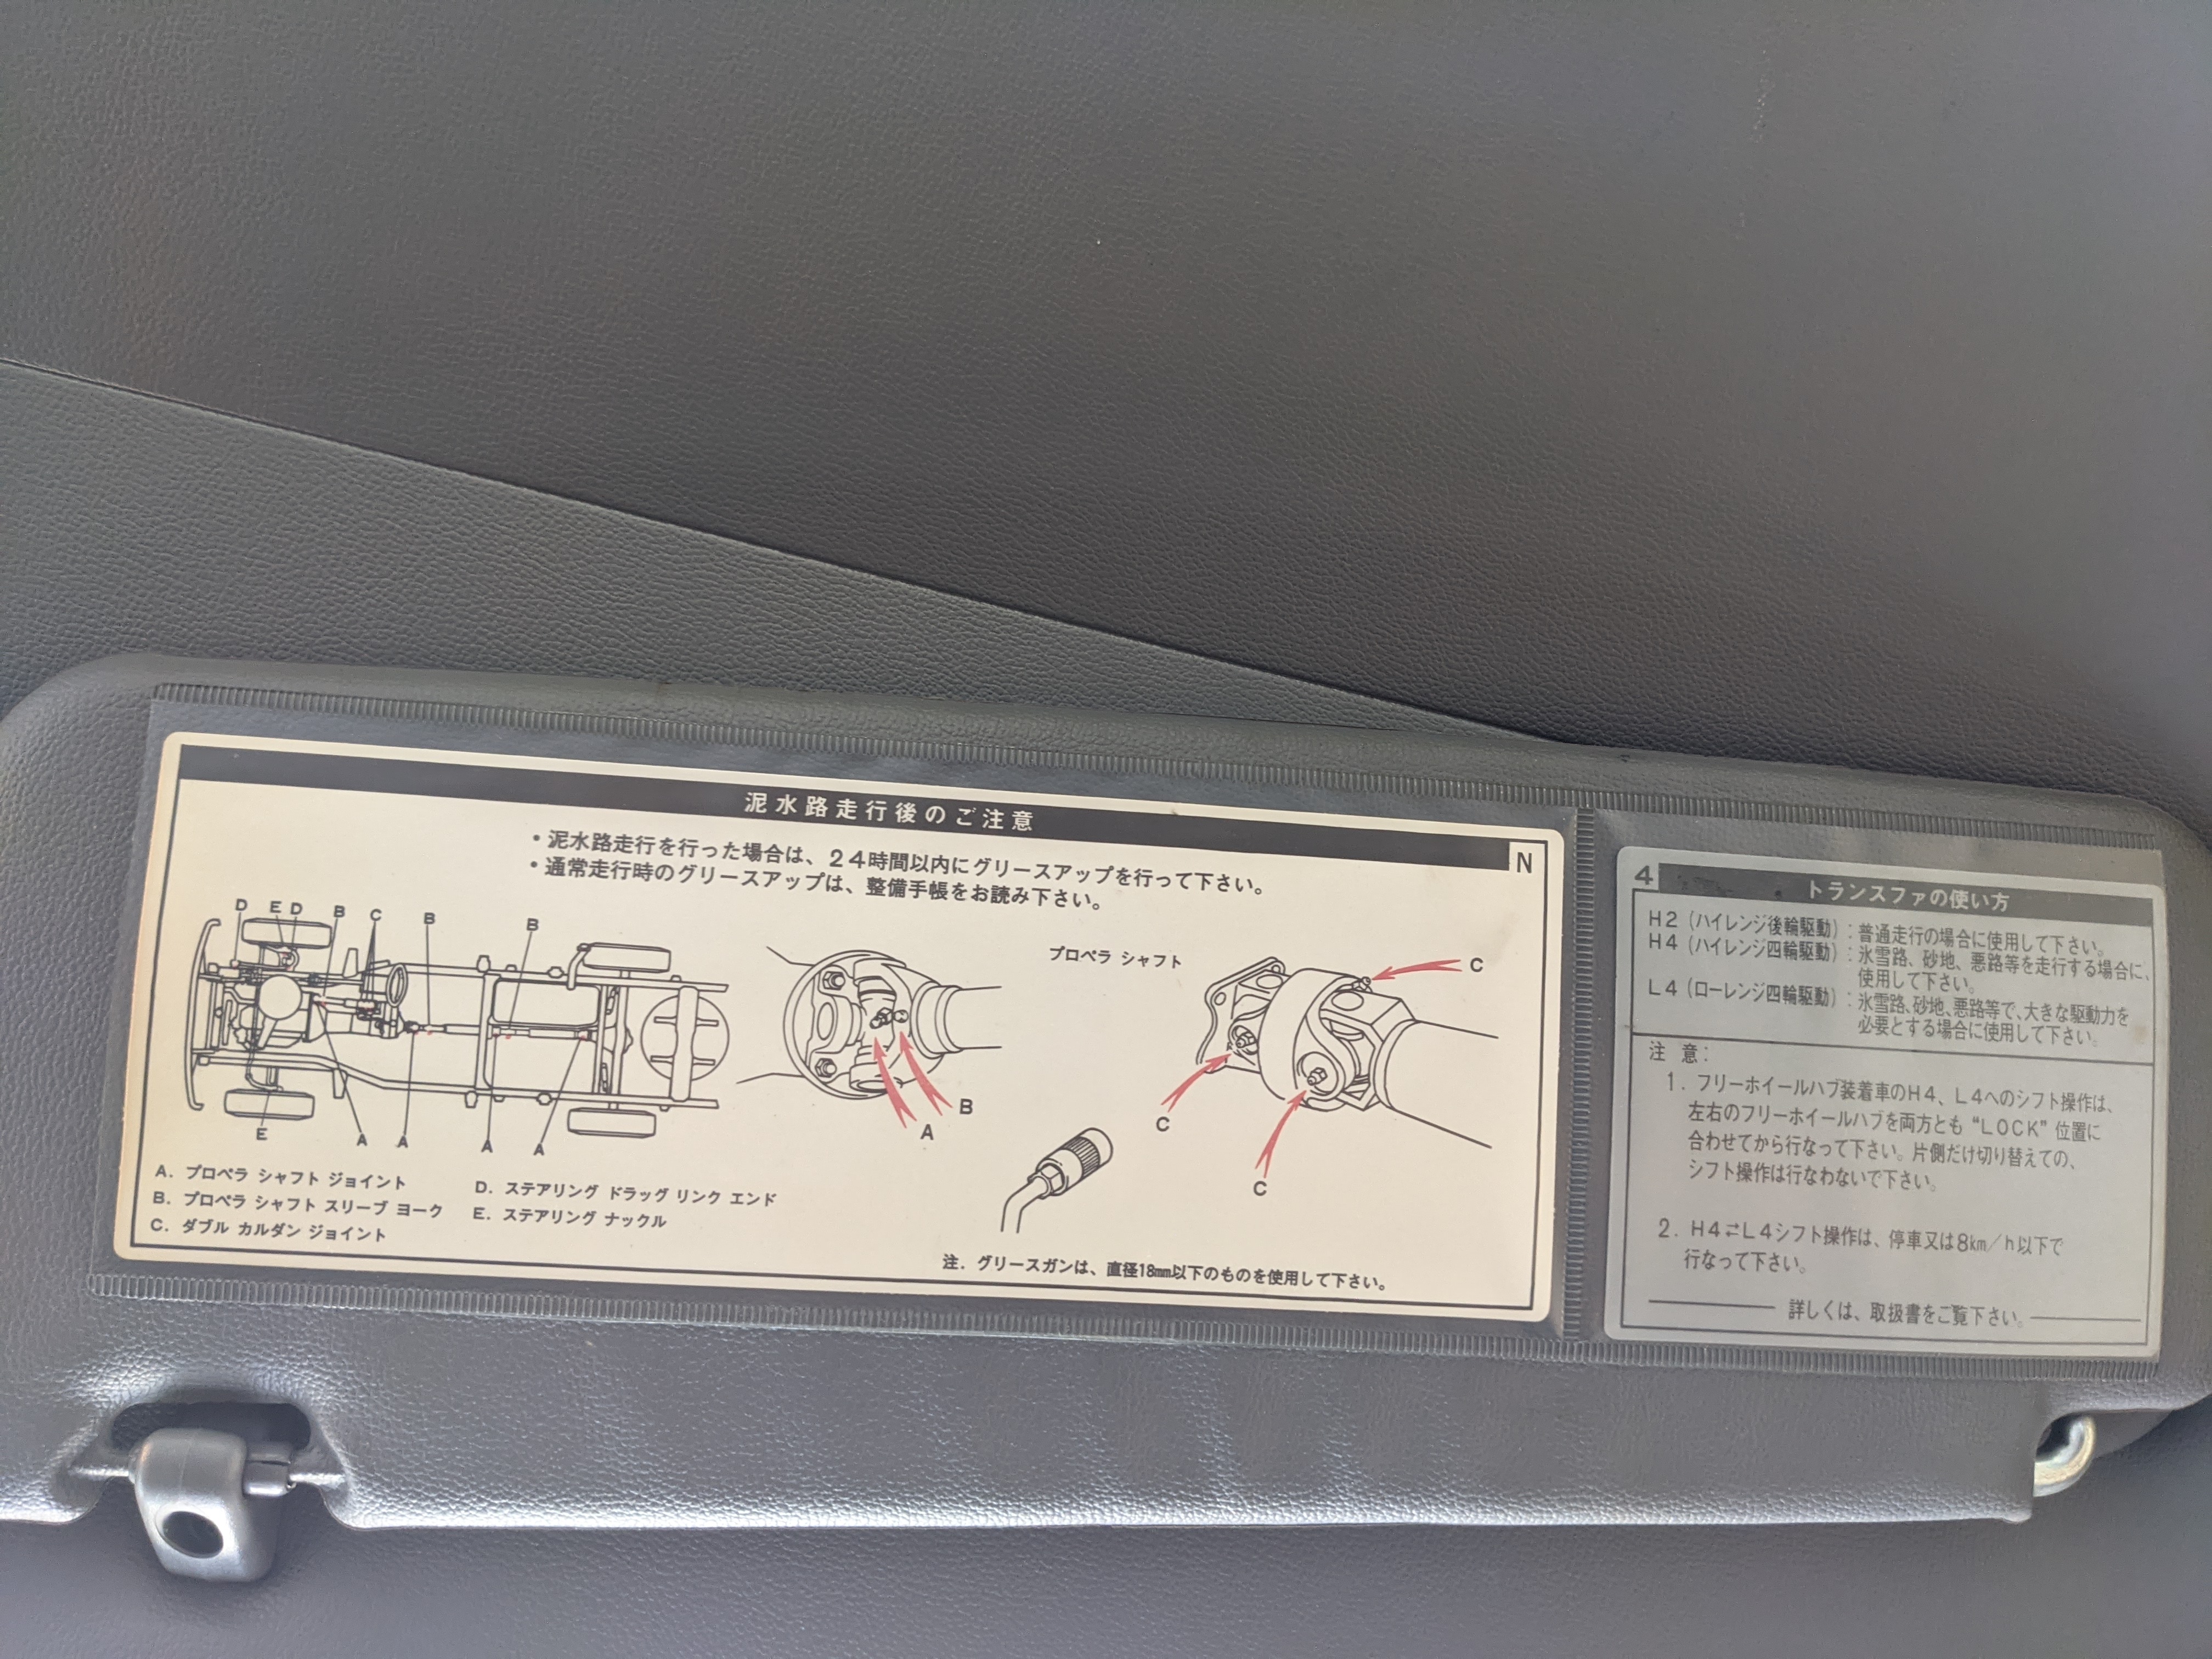 泥水路走行後のご注意
N
・泥水路走行を行った場合は、24時間以内にグリースアップを行って下さい。
・通常走行時のグリースアップは、整備手帳をお読み下さい。
D E D B C B B
E A A A A
A．プロペラ シャフト ジョイント
B．プロペラ シャフト スリーブ ヨーク
C．ダブル カルダン ジョイント
D．ステアリング ドラッグ リンク エンド
E．ステアリング ナックル
B
A
プロペラ シャフト
C
C
C
注．グリースガンは、直径18mm以下のものを使用して下さい。
4
トランスファの使い方
H2（ハイレンジ後輪駆動）：普通走行の場合に使用して下さい。
H4（ハイレンジ四輪駆動）：氷雪路、砂地、悪路等を走行する場合に、
使用して下さい。
L4（ローレンジ四輪駆動）：氷雪路、砂地、悪路等で、大きな駆動力を
必要とする場合に使用して下さい。
注 意：
1．フリーホイールハブ装着車のH4、L4へのシフト操作は、
左右のフリーホイールハブを両方とも“LOCK”位置に
合わせてから行なって下さい。片側だけ切り替えての、
シフト操作は行なわないで下さい。
2．H4⇄L4シフト操作は、停車又は8km／h以下で
行なって下さい。
詳しくは、取扱書をご覧下さい。